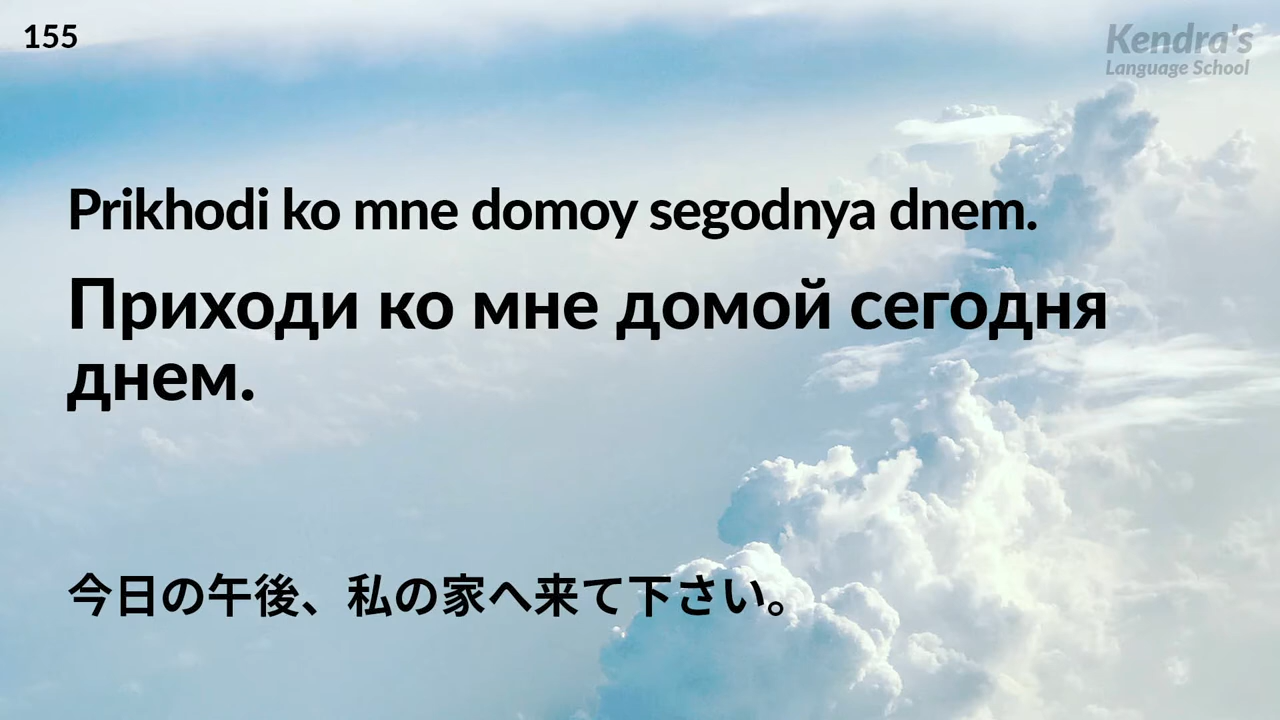 155
Kendra's
Language School
Prikhodi ko mne domoy segodnya dnem.
Приходи ко мне домой сегодня
днем.
今日の午後、私の家へ来て下さい。